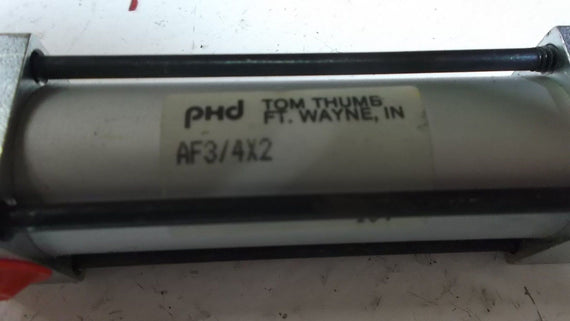 PHD TOM THUMB
FT. WAYNE, IN
AF3/4X2